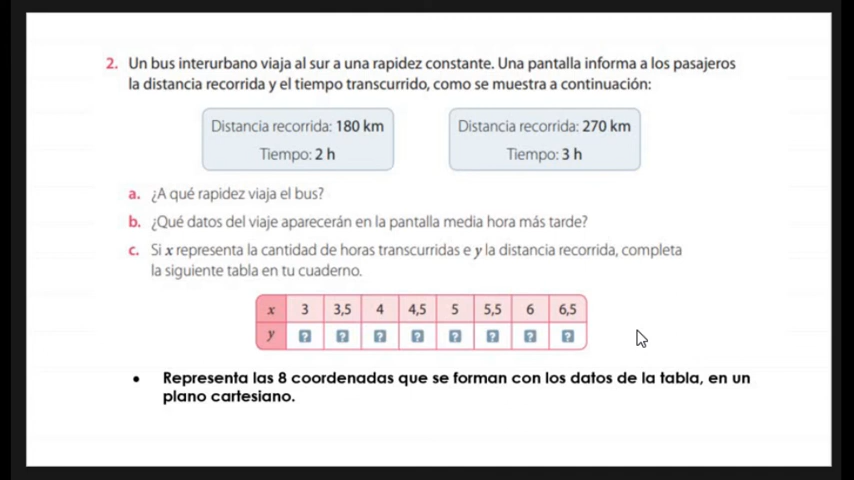 2. Un bus interurbano viaja al sur a una rapidez constante. Una pantalla informa a los pasajeros
la distancia recorrida y el tiempo transcurrido, como se muestra a continuación:
Distancia recorrida: 180 km
Tiempo: 2 h
Distancia recorrida: 270 km
Tiempo: 3 h
a. ¿A qué rapidez viaja el bus?
b. ¿Qué datos del viaje aparecerán en la pantalla media hora más tarde?
c. Si x representa la cantidad de horas transcurridas e y la distancia recorrida, completa
la siguiente tabla en tu cuaderno.
x 3 3,5 4 4,5 5 5,5 6 6,5
y ? ? ? ? ? ? ? ?
• Representa las 8 coordenadas que se forman con los datos de la tabla, en un
plano cartesiano.